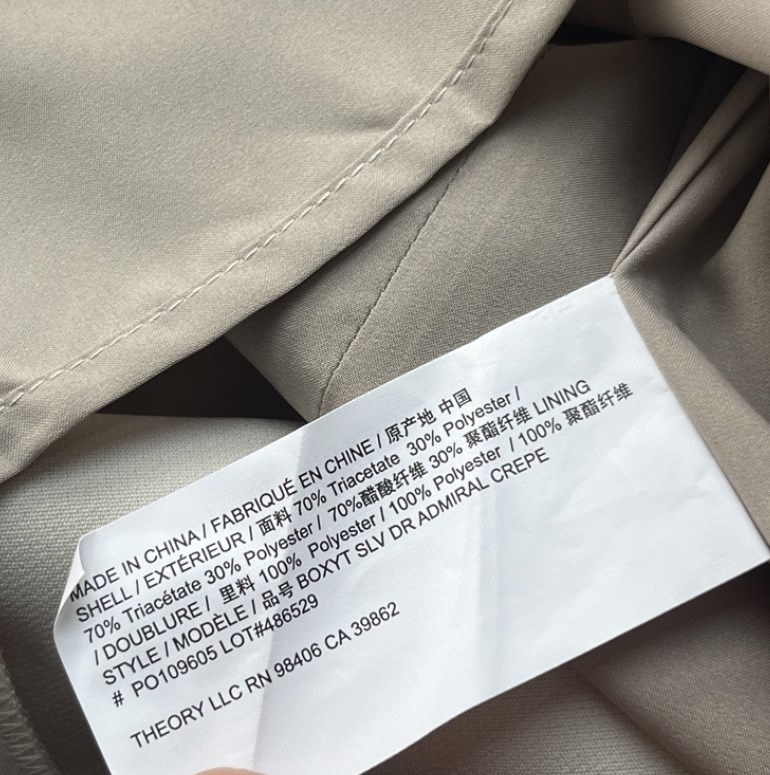 MADE IN CHINA / FABRIQUÉ EN CHINE / 原产地 中国
SHELL / EXTÉRIEUR / 面料 70% Triacetate 30% Polyester /
70% Triacétate 30% Polyester / 70%醋酸纤维 30% 聚酯纤维 LINING
/ DOUBLURE / 里料 100% Polyester / 100% Polyester / 100% 聚酯纤维
STYLE / MODÈLE / 品号 BOXYT SLV DR ADMIRAL CREPE
# PO109605 LOT#486529
THEORY LLC RN 98406 CA 39862